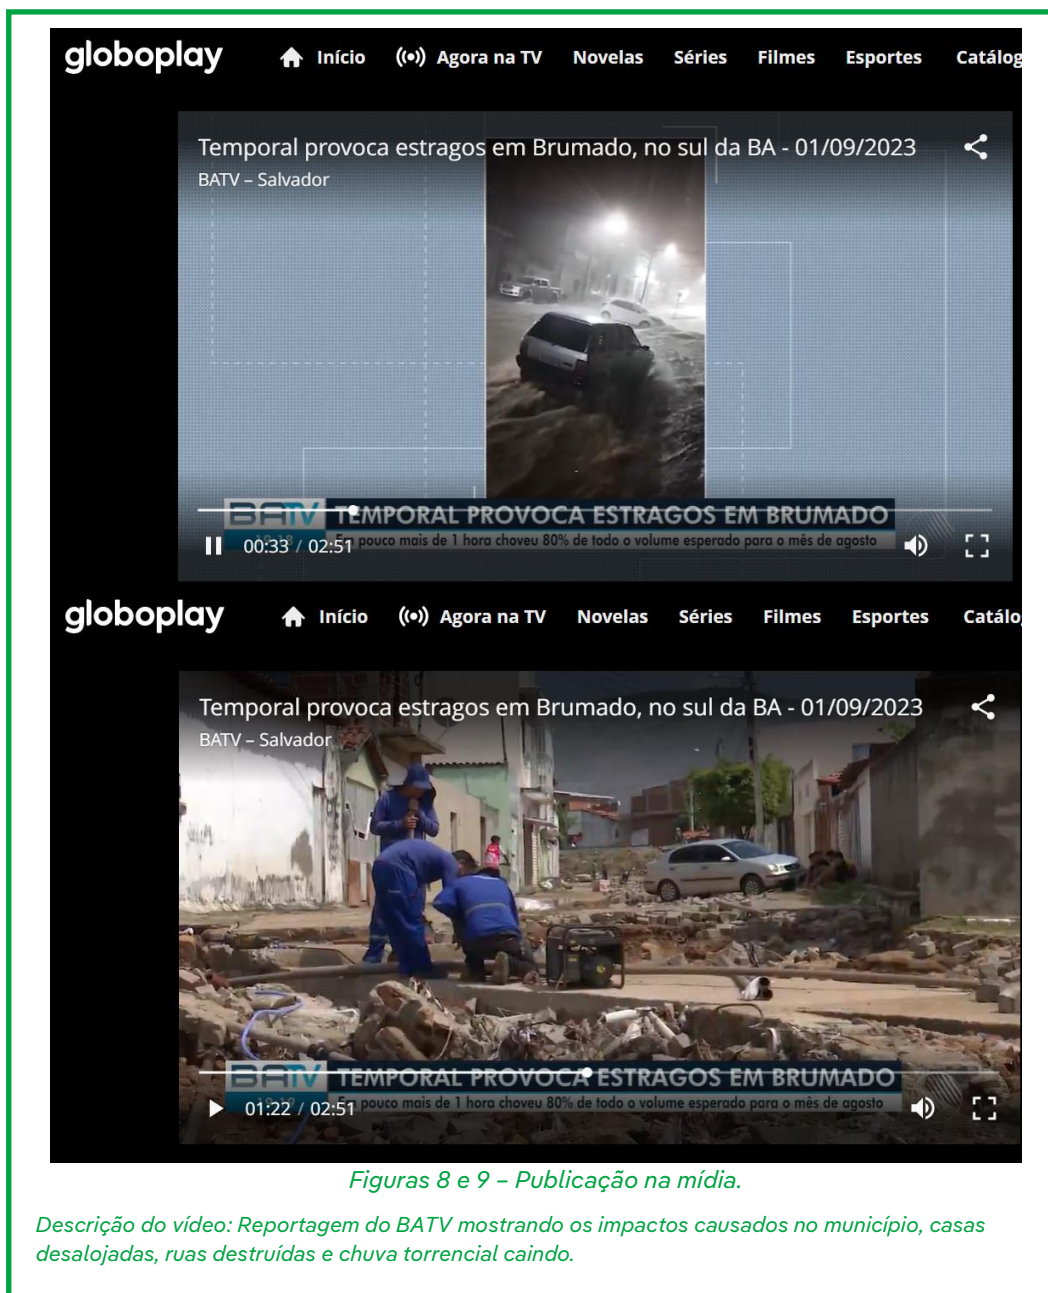 globoplay Início Agora na TV Novelas Séries Filmes Esportes Catálog
Temporal provoca estragos em Brumado, no sul da BA - 01/09/2023
BATV – Salvador
BATV TEMPORAL PROVOCA ESTRAGOS EM BRUMADO
pouco mais de 1 hora choveu 80% de todo o volume esperado para o mês de agosto
00:33 / 02:51
globoplay Início Agora na TV Novelas Séries Filmes Esportes Catálo
Temporal provoca estragos em Brumado, no sul da BA - 01/09/2023
BATV – Salvador
BATV TEMPORAL PROVOCA ESTRAGOS EM BRUMADO
pouco mais de 1 hora choveu 80% de todo o volume esperado para o mês de agosto
01:22 / 02:51
Figuras 8 e 9 – Publicação na mídia.
Descrição do vídeo: Reportagem do BATV mostrando os impactos causados no município, casas
desalojadas, ruas destruídas e chuva torrencial caindo.